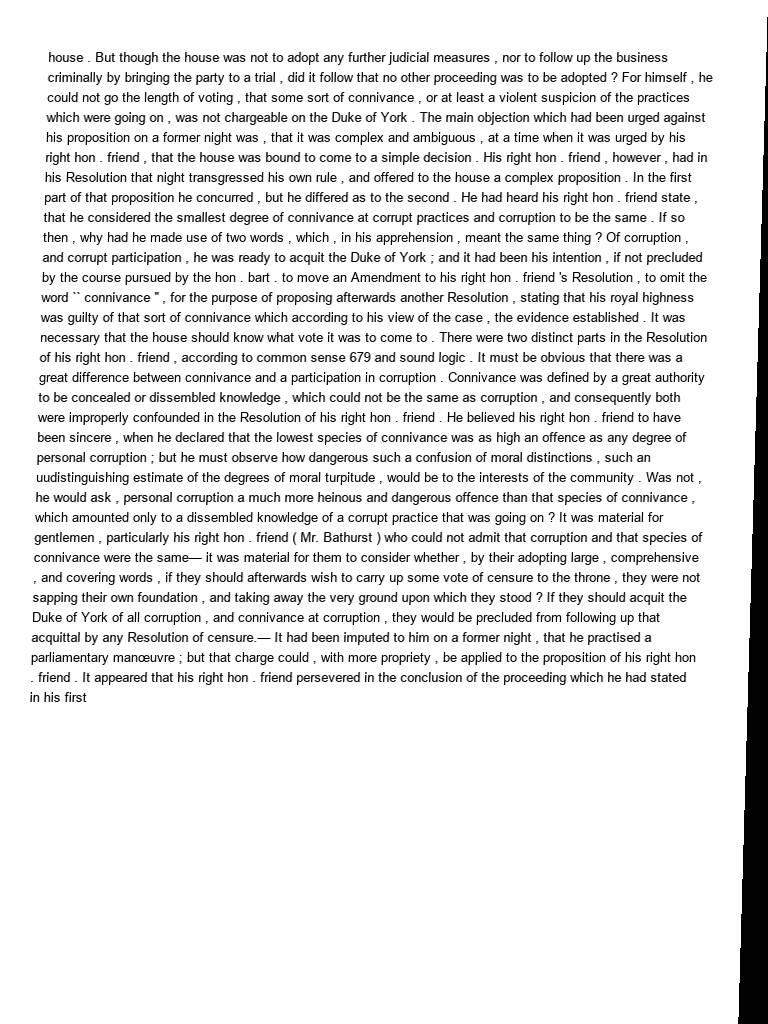 house . But though the house was not to adopt any further judicial measures , nor to follow up the business
criminally by bringing the party to a trial , did it follow that no other proceeding was to be adopted ? For himself , he
could not go the length of voting , that some sort of connivance , or at least a violent suspicion of the practices
which were going on , was not chargeable on the Duke of York . The main objection which had been urged against
his proposition on a former night was , that it was complex and ambiguous , at a time when it was urged by his
right hon . friend , that the house was bound to come to a simple decision . His right hon . friend , however , had in
his Resolution that night transgressed his own rule , and offered to the house a complex proposition . In the first
part of that proposition he concurred , but he differed as to the second . He had heard his right hon . friend state ,
that he considered the smallest degree of connivance at corrupt practices and corruption to be the same . If so
then , why had he made use of two words , which , in his apprehension , meant the same thing ? Of corruption ,
and corrupt participation , he was ready to acquit the Duke of York ; and it had been his intention , if not precluded
by the course pursued by the hon . bart . to move an Amendment to his right hon . friend 's Resolution , to omit the
word `` connivance " , for the purpose of proposing afterwards another Resolution , stating that his royal highness
was guilty of that sort of connivance which according to his view of the case , the evidence established . It was
necessary that the house should know what vote it was to come to . There were two distinct parts in the Resolution
of his right hon . friend , according to common sense 679 and sound logic . It must be obvious that there was a
great difference between connivance and a participation in corruption . Connivance was defined by a great authority
to be concealed or dissembled knowledge , which could not be the same as corruption , and consequently both
were improperly confounded in the Resolution of his right hon . friend . He believed his right hon . friend to have
been sincere , when he declared that the lowest species of connivance was as high an offence as any degree of
personal corruption ; but he must observe how dangerous such a confusion of moral distinctions , such an
uudistinguishing estimate of the degrees of moral turpitude , would be to the interests of the community . Was not ,
he would ask , personal corruption a much more heinous and dangerous offence than that species of connivance ,
which amounted only to a dissembled knowledge of a corrupt practice that was going on ? It was material for
gentlemen , particularly his right hon . friend ( Mr. Bathurst ) who could not admit that corruption and that species of
connivance were the same— it was material for them to consider whether , by their adopting large , comprehensive
, and covering words , if they should afterwards wish to carry up some vote of censure to the throne , they were not
sapping their own foundation , and taking away the very ground upon which they stood ? If they should acquit the
Duke of York of all corruption , and connivance at corruption , they would be precluded from following up that
acquittal by any Resolution of censure.— It had been imputed to him on a former night , that he practised a
parliamentary manœuvre ; but that charge could , with more propriety , be applied to the proposition of his right hon
. friend . It appeared that his right hon . friend persevered in the conclusion of the proceeding which he had stated
in his first